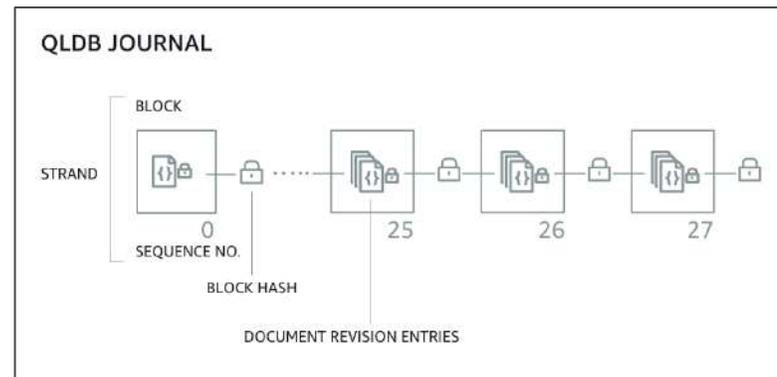 QLDB JOURNAL
BLOCK
STRAND
0
25
26
27
SEQUENCE NO.
BLOCK HASH
DOCUMENT REVISION ENTRIES